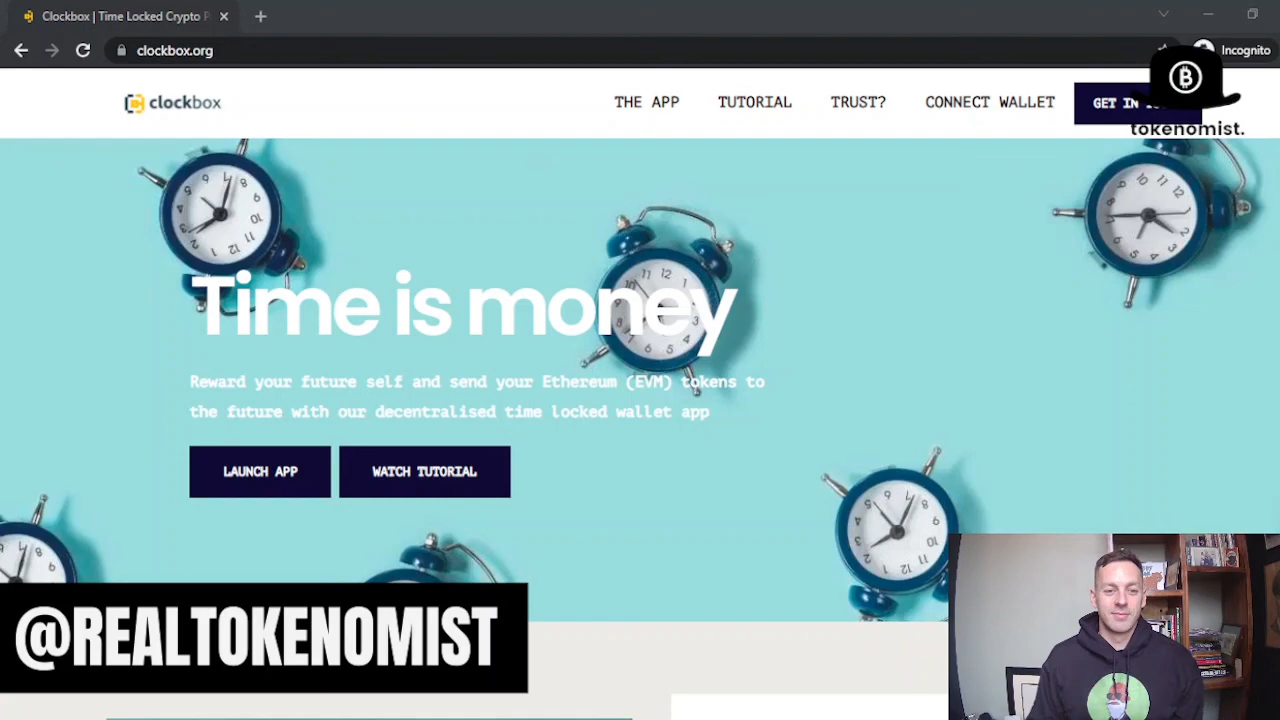 Clockbox | Time Locked Crypto P
clockbox.org
Incognito
clockbox
THE APP
TUTORIAL
TRUST?
CONNECT WALLET
GET IN
tokenomist.
Time is money
Reward your future self and send your Ethereum (EVM) tokens to
the future with our decentralised time locked wallet app
LAUNCH APP
WATCH TUTORIAL
@REALTOKENOMIST